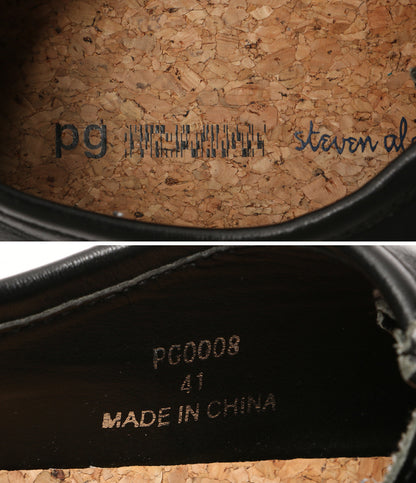 pg steven al
PG0008
41
MADE IN CHINA